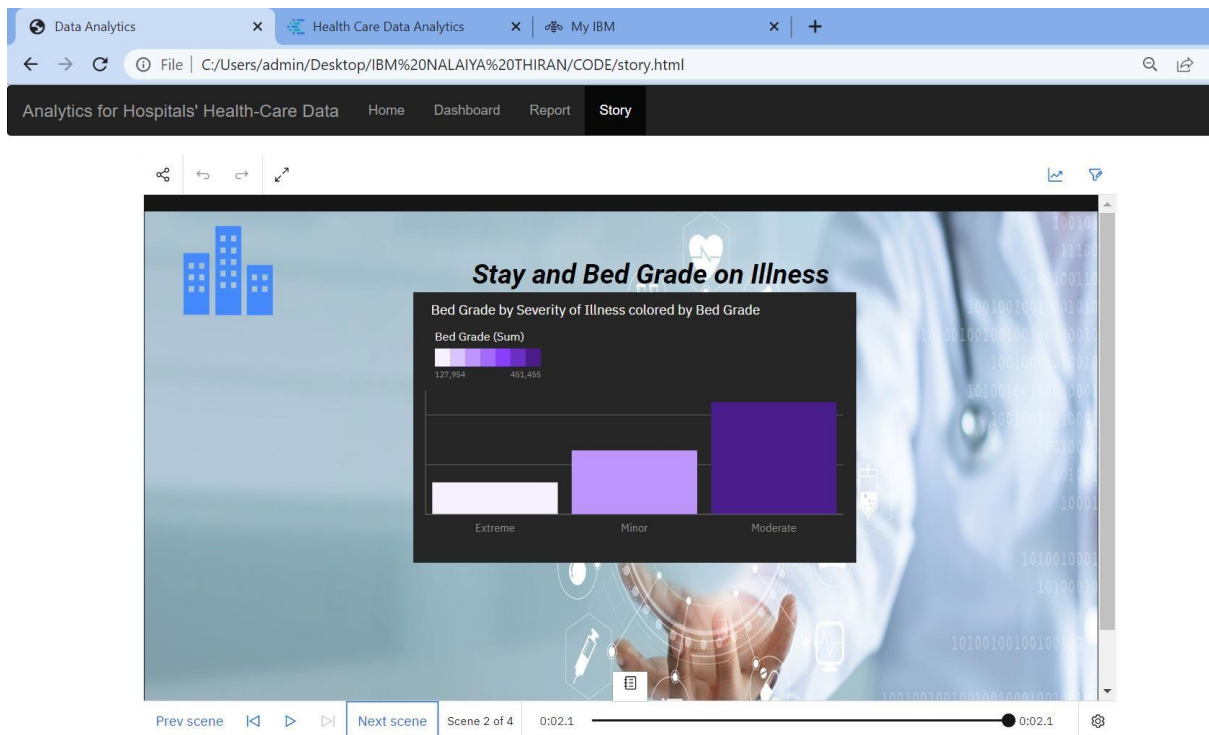 Data Analytics
Health Care Data Analytics
My IBM
File
C:/Users/admin/Desktop/IBM%20NALAIYA%20THIRAN/CODE/story.html
Analytics for Hospitals' Health-Care Data Home Dashboard Report Story
Stay and Bed Grade on Illness
Bed Grade by Severity of Illness colored by Bed Grade
Bed Grade (Sum)
127,954 451,455
Extreme Minor Moderate
Prev scene Next scene Scene 2 of 4 0:02.1 0:02.1